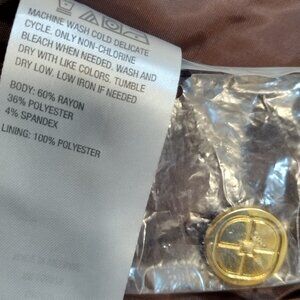 MACHINE WASH COLD DELICATE
CYCLE. ONLY NON-CHLORINE
BLEACH WHEN NEEDED. WASH AND
DRY WITH LIKE COLORS. TUMBLE
DRY LOW. LOW IRON IF NEEDED
BODY: 60% RAYON
36% POLYESTER
4% SPANDEX
LINING: 100% POLYESTER